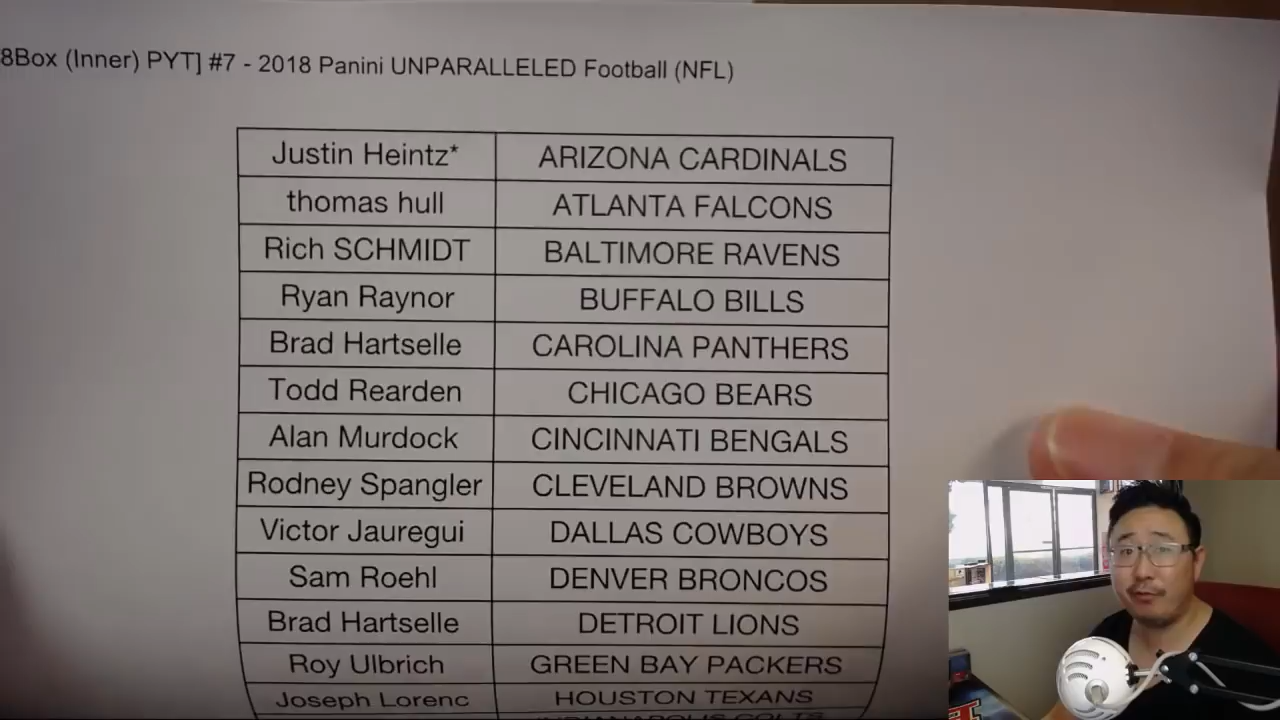 8Box (Inner) PYT] #7 - 2018 Panini UNPARALLELED Football (NFL)
Justin Heintz* ARIZONA CARDINALS
thomas hull ATLANTA FALCONS
Rich SCHMIDT BALTIMORE RAVENS
Ryan Raynor BUFFALO BILLS
Brad Hartselle CAROLINA PANTHERS
Todd Rearden CHICAGO BEARS
Alan Murdock CINCINNATI BENGALS
Rodney Spangler CLEVELAND BROWNS
Victor Jauregui DALLAS COWBOYS
Sam Roehl DENVER BRONCOS
Brad Hartselle DETROIT LIONS
Roy Ulbrich GREEN BAY PACKERS
Joseph Lorenc HOUSTON TEXANS
INDIANAPOLIS COLTS